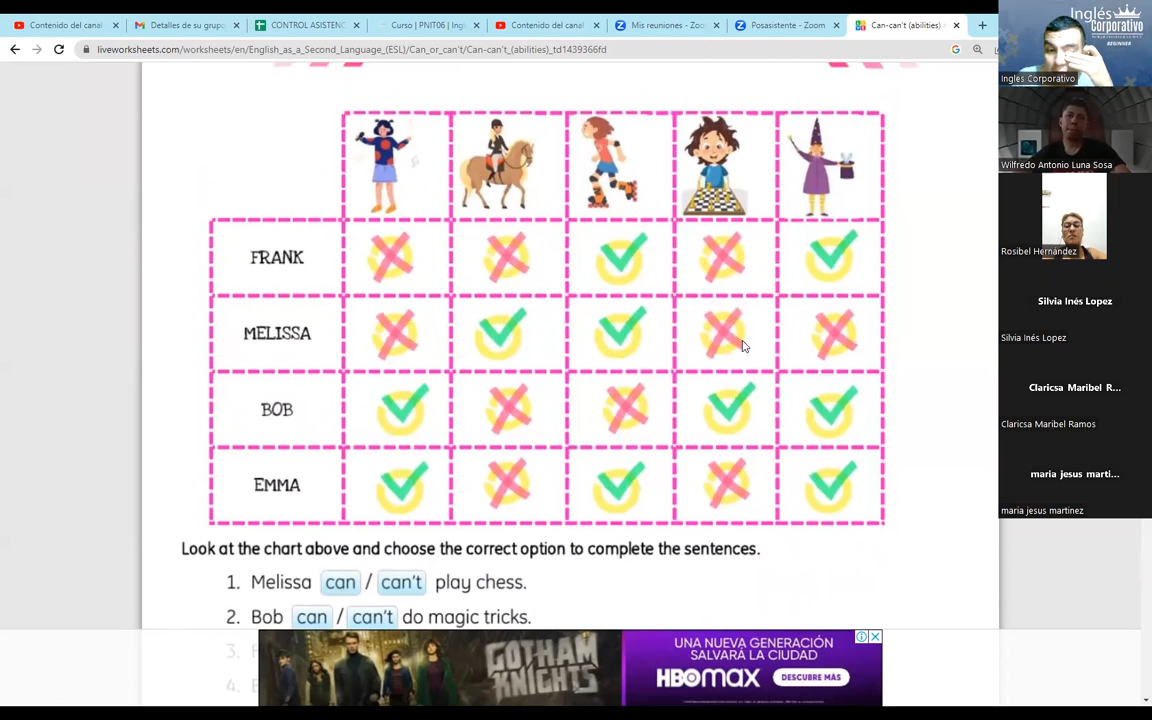 Contenido del canal
Detalles de su grupo
CONTROL ASISTENC
Curso | PNIT06 | Ingl
Contenido del canal
Mis reuniones - Zoo
Posasistente - Zoom
Can-can't (abilities)
liveworksheets.com/worksheets/en/English_as_a_Second_Language_(ESL)/Can_or_can't/Can-can't_(abilities)_td1439366fd
FRANK
MELISSA
BOB
EMMA
Look at the chart above and choose the correct option to complete the sentences.
1. Melissa can / can't play chess.
2. Bob can / can't do magic tricks.
3.
4.
GOTHAM
KNIGHTS
UNA NUEVA GENERACIÓN
SALVARÁ LA CIUDAD
HBOmax
DESCUBRE MÁS
Inglés
Corporativo
BEGINNER
Inglés Corporativo
Wilfredo Antonio Luna Sosa
Rosibel Hernández
Silvia Inés Lopez
Silvia Inés Lopez
Claricsa Maribel R...
Claricsa Maribel Ramos
maria jesus marti...
maria jesus martinez